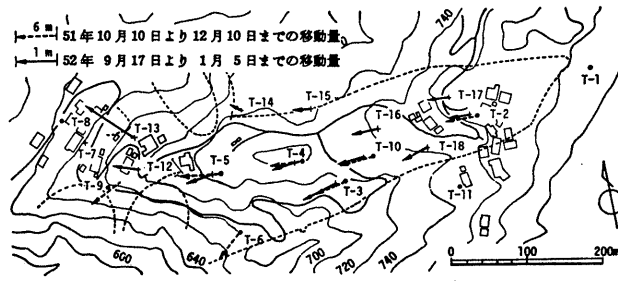 6 m 51年10月10日より12月10日までの移動量
1 m 52年 9月17日より 1月 5日までの移動量
740
T-1
T-17
T-14
T-15
T-16
T-2
T-8
T-13
T-7
T-4
T-10
T-18
T-12
T-5
T-9
T-3
T-11
T-6
600
640
700
720
740
0 100 200m